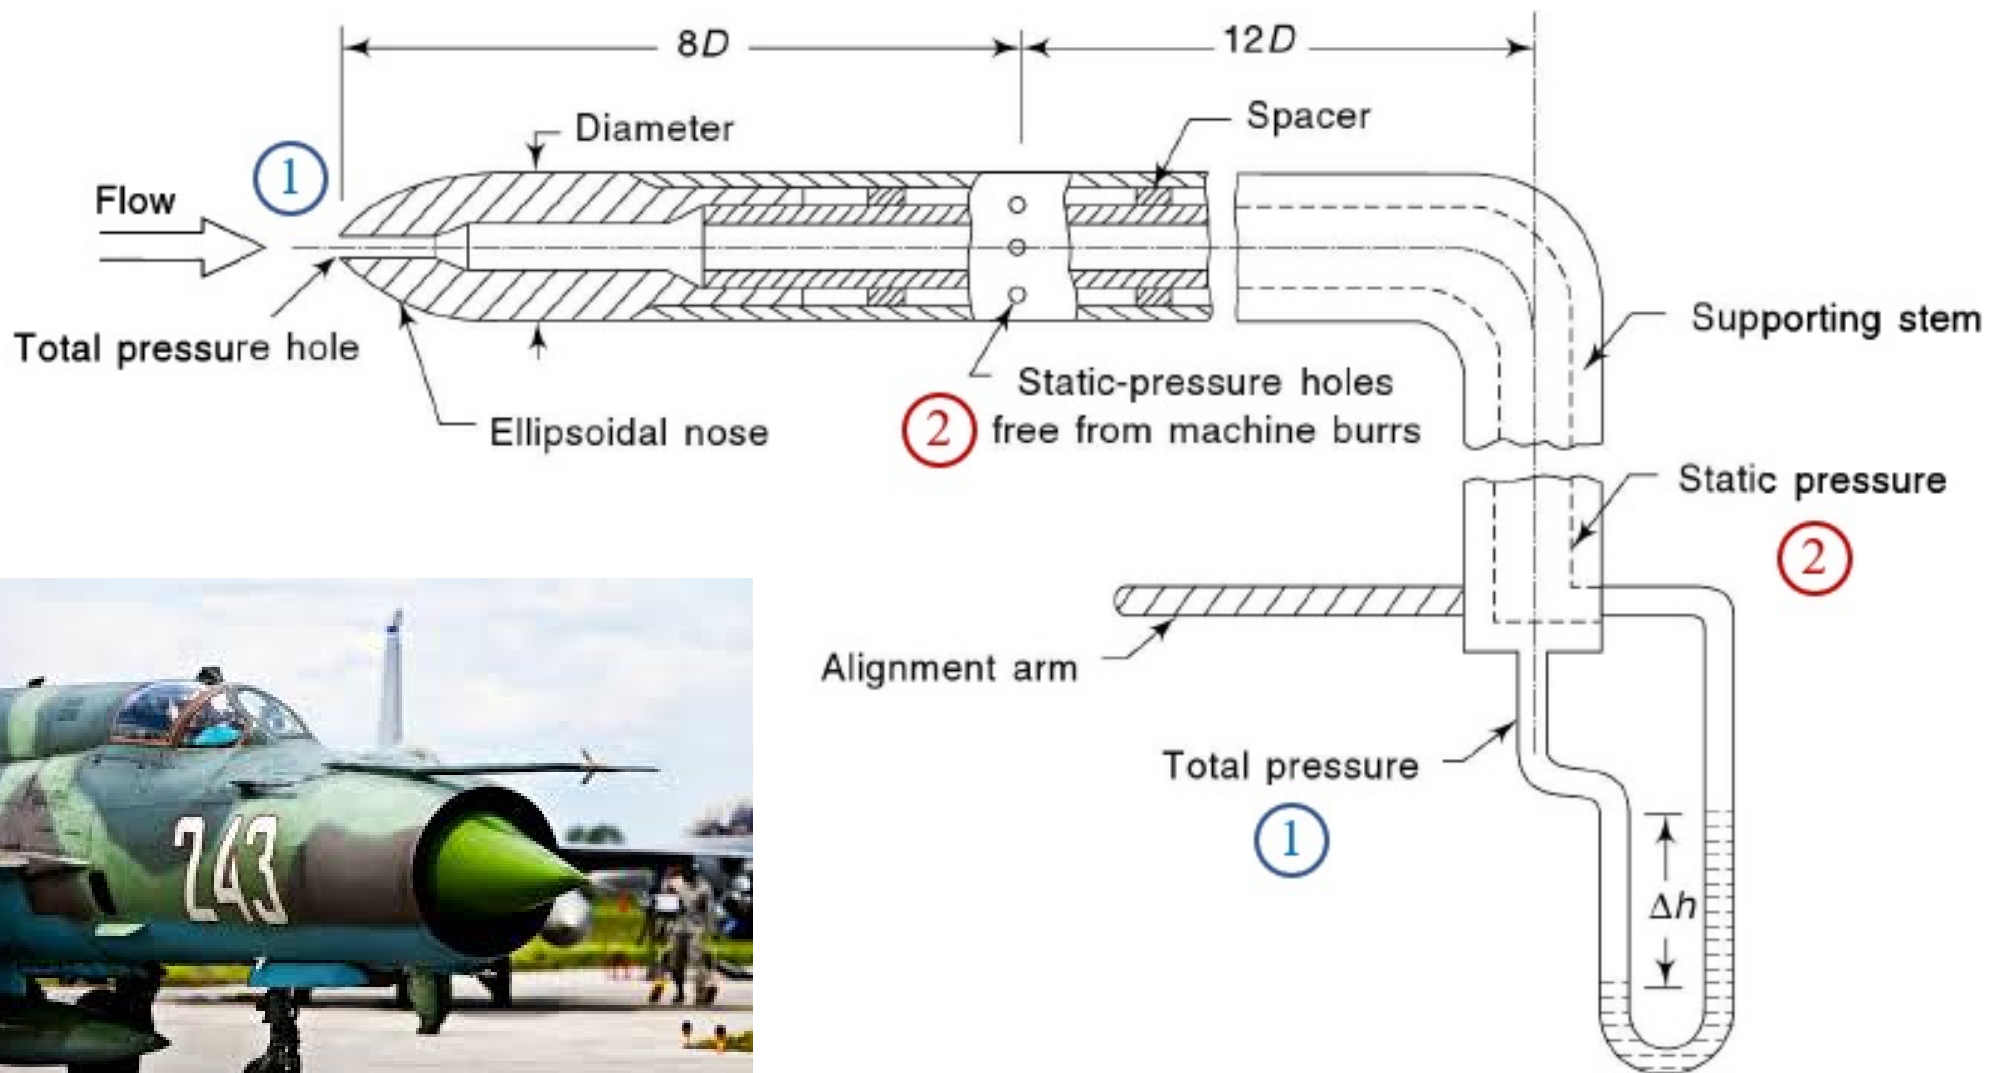 8D
12D
Diameter
Spacer
1
Flow
Total pressure hole
Supporting stem
Static-pressure holes
2
free from machine burrs
Ellipsoidal nose
Static pressure
2
Alignment arm
Total pressure
1
Δh
243